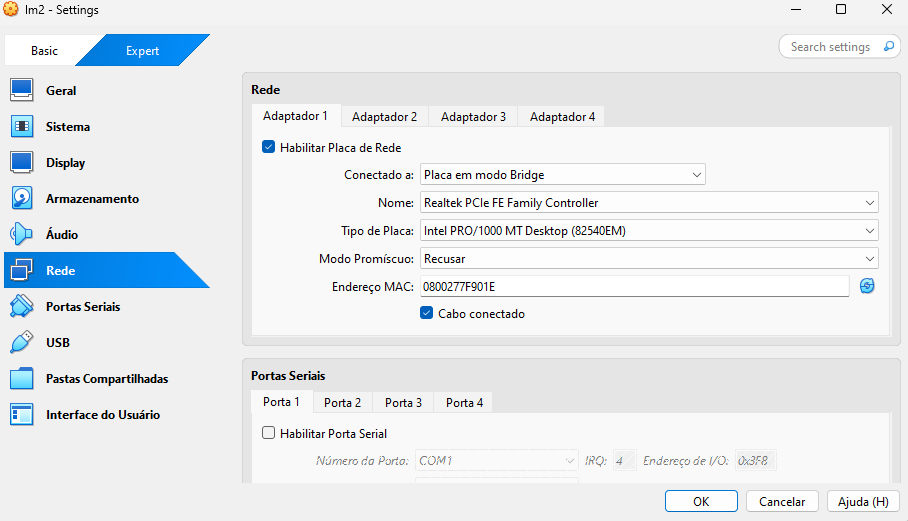 lm2 - Settings
Basic
Expert
Search settings
Geral
Sistema
Display
Armazenamento
Áudio
Rede
Portas Seriais
USB
Pastas Compartilhadas
Interface do Usuário
Rede
Adaptador 1
Adaptador 2
Adaptador 3
Adaptador 4
Habilitar Placa de Rede
Conectado a: Placa em modo Bridge
Nome: Realtek PCIe FE Family Controller
Tipo de Placa: Intel PRO/1000 MT Desktop (82540EM)
Modo Promíscuo: Recusar
Endereço MAC: 0800277F901E
Cabo conectado
Portas Seriais
Porta 1
Porta 2
Porta 3
Porta 4
Habilitar Porta Serial
Número da Porta: COM1 IRQ: 4 Endereço de I/O: 0x3F8
OK
Cancelar
Ajuda (H)